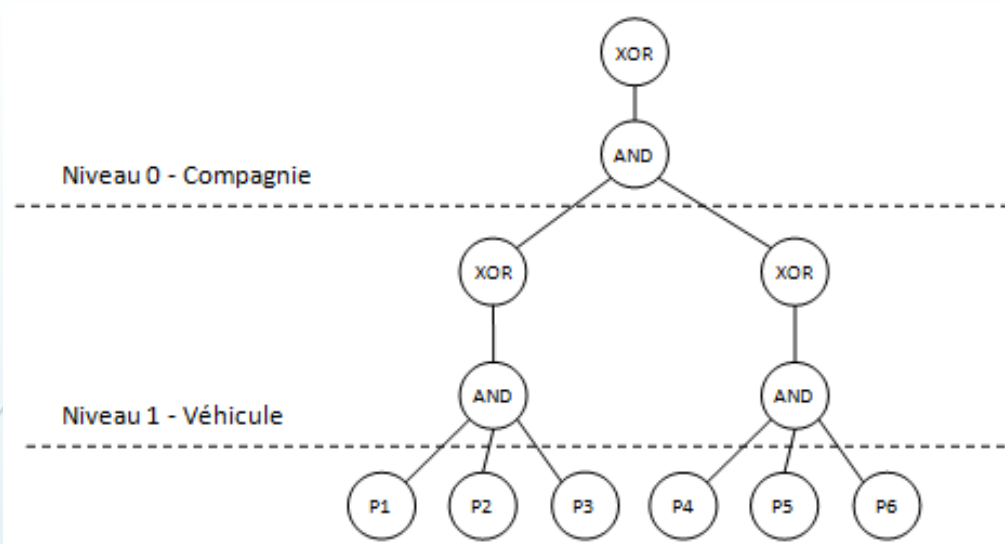 XOR
AND
Niveau 0 - Compagnie
XOR XOR
AND AND
Niveau 1 - Véhicule
P1 P2 P3 P4 P5 P6